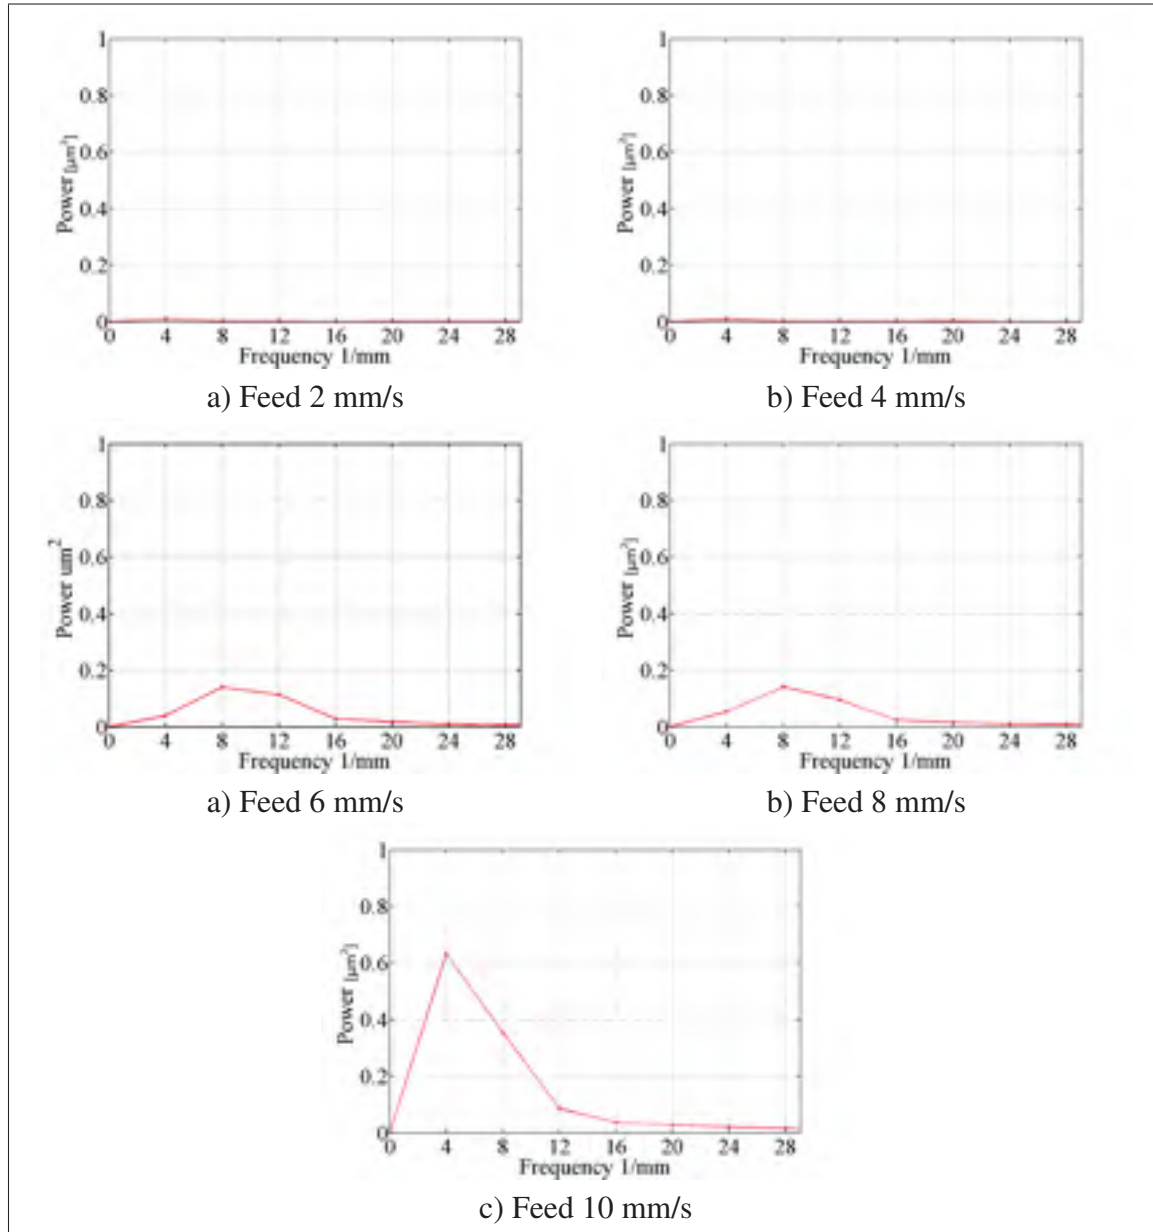 1
0.8
0.6
0.4
0.2
0
Power [μm²]
0 4 8 12 16 20 24 28
Frequency 1/mm
a) Feed 2 mm/s
1
0.8
0.6
0.4
0.2
0
Power [μm²]
0 4 8 12 16 20 24 28
Frequency 1/mm
b) Feed 4 mm/s
1
0.8
0.6
0.4
0.2
0
Power um²
0 4 8 12 16 20 24 28
Frequency 1/mm
a) Feed 6 mm/s
1
0.8
0.6
0.4
0.2
0
Power [μm²]
0 4 8 12 16 20 24 28
Frequency 1/mm
b) Feed 8 mm/s
1
0.8
0.6
0.4
0.2
0
Power [μm²]
0 4 8 12 16 20 24 28
Frequency 1/mm
c) Feed 10 mm/s